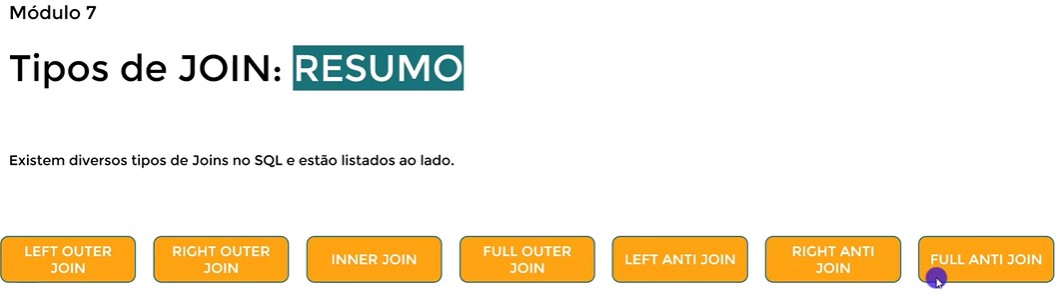 Módulo 7
Tipos de JOIN: RESUMO
Existem diversos tipos de Joins no SQL e estão listados ao lado.
LEFT OUTER
JOIN
RIGHT OUTER
JOIN
INNER JOIN
FULL OUTER
JOIN
LEFT ANTI JOIN
RIGHT ANTI
JOIN
FULL ANTI JOIN